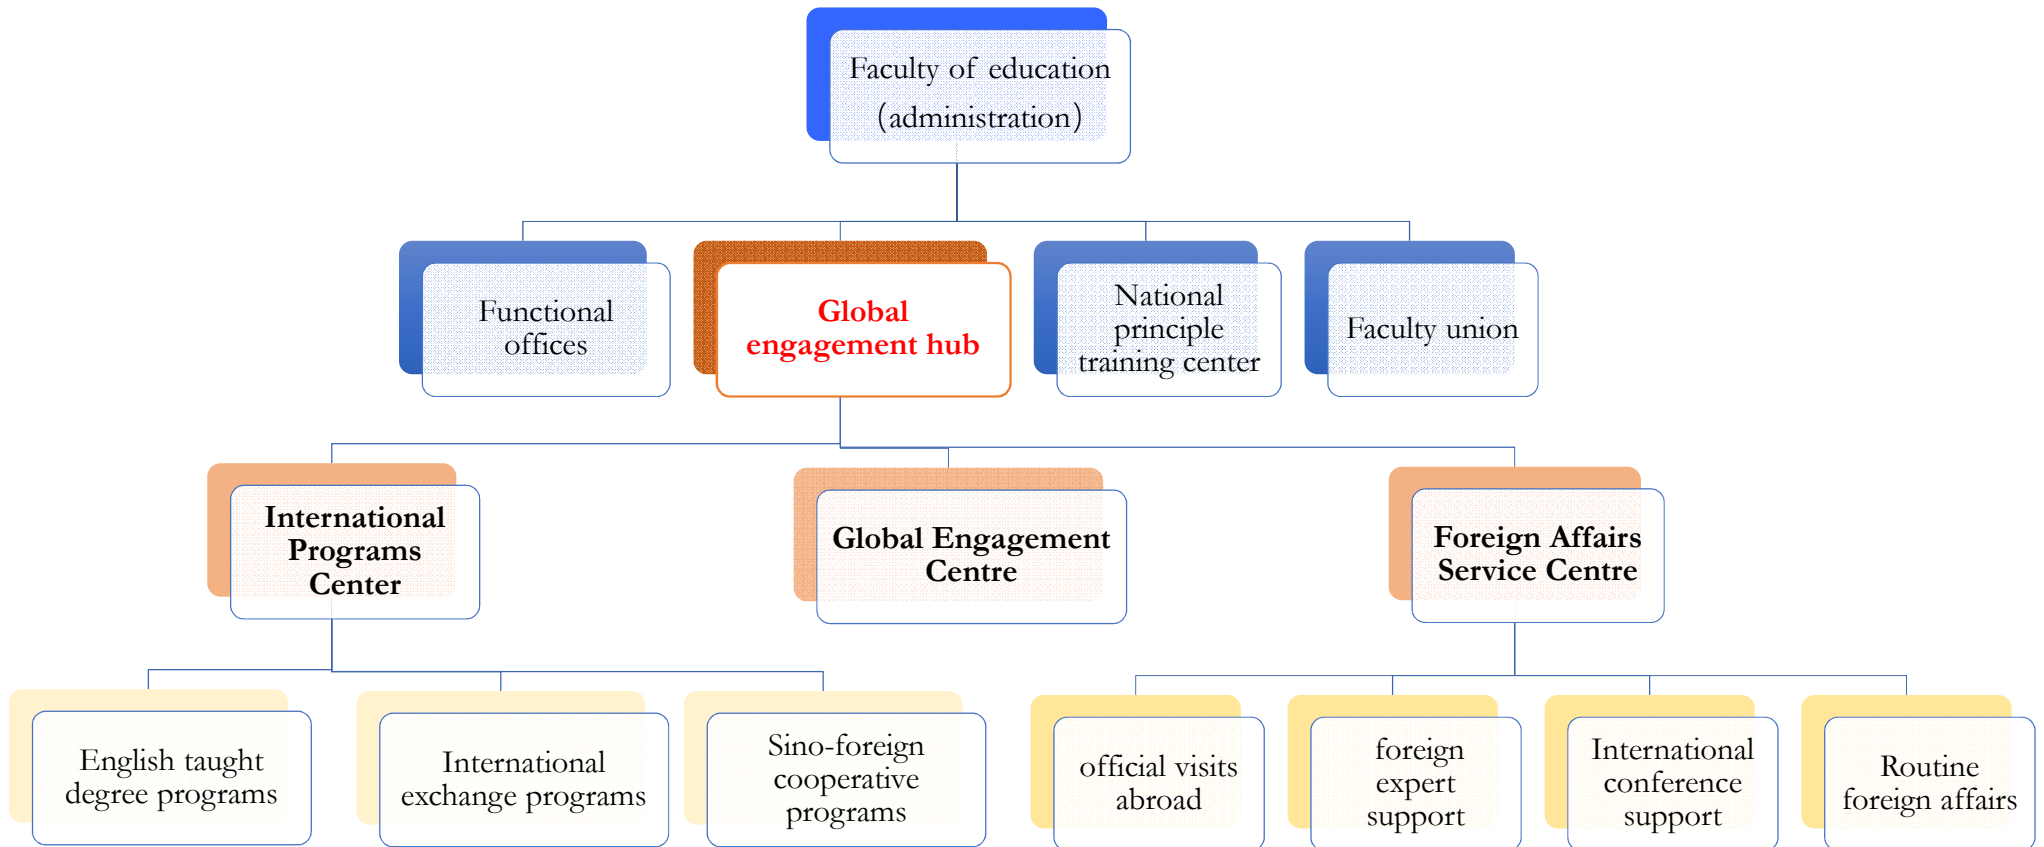 Faculty of education
（administration）
Functional
offices
Global
engagement hub
National
principle
training center
Faculty union
International
Programs
Center
Global Engagement
Centre
Foreign Affairs
Service Centre
English taught
degree programs
International
exchange programs
Sino-foreign
cooperative
programs
official visits
abroad
foreign
expert
support
International
conference
support
Routine
foreign affairs